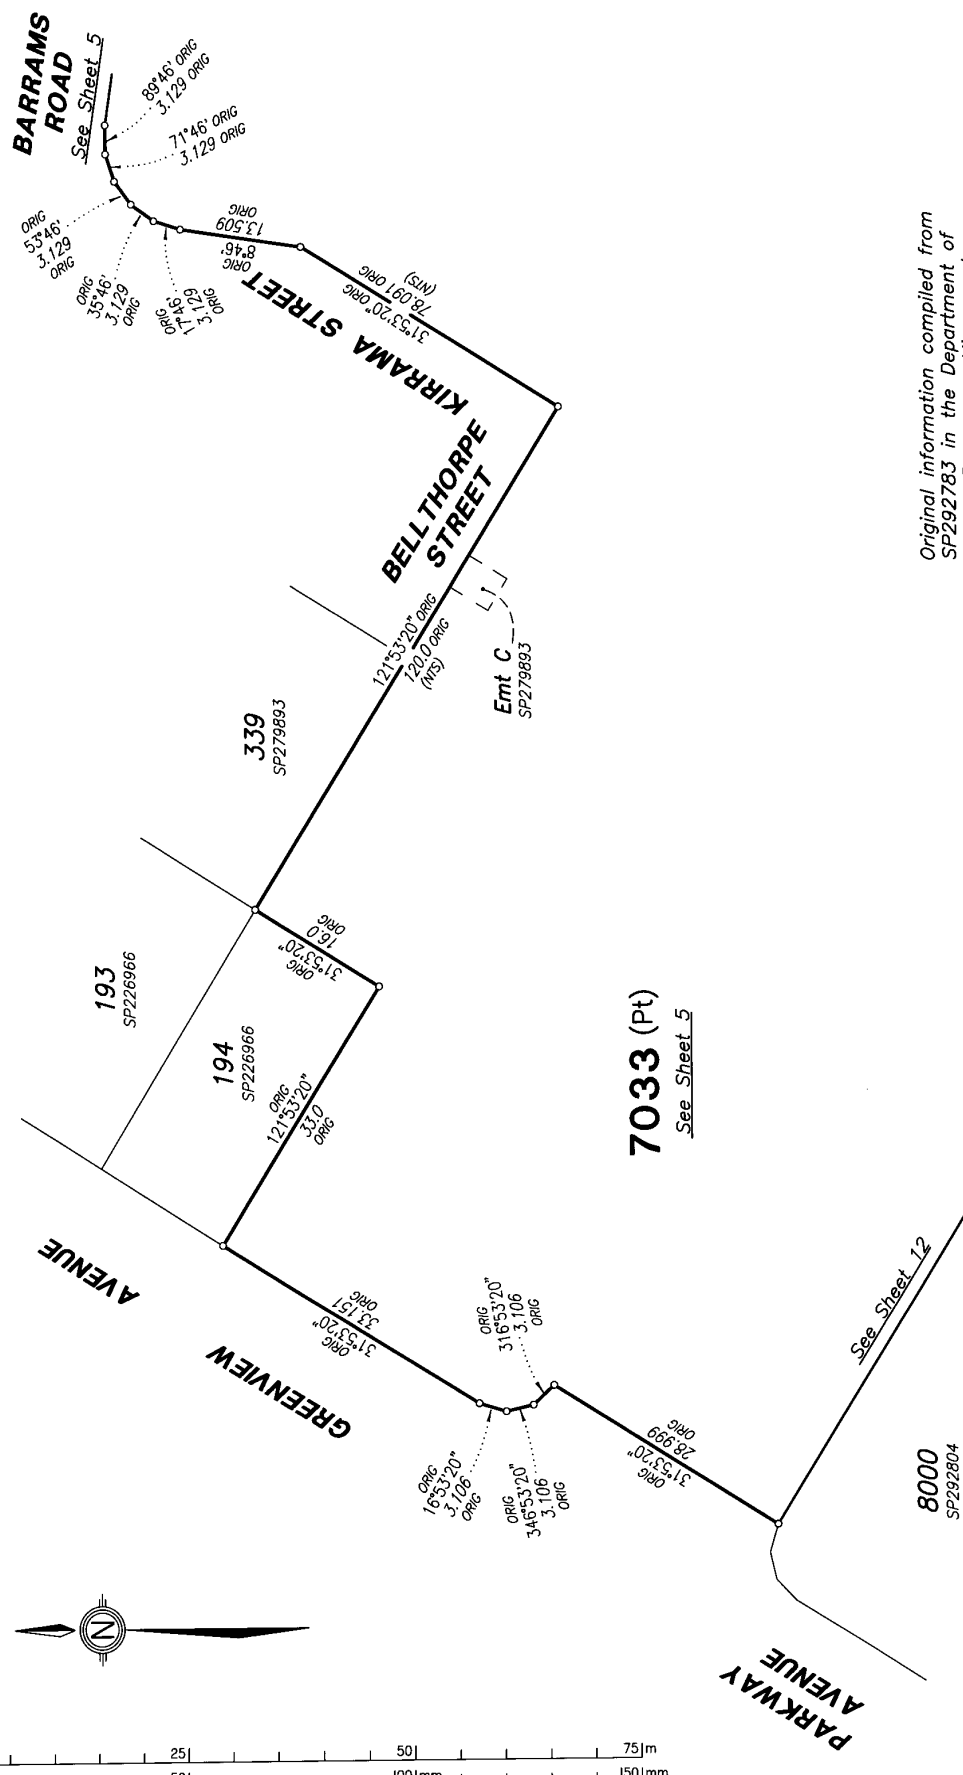 BARRAMS
ROAD
See Sheet 5
89°46' ORIG
3.129 ORIG
71°46' ORIG
3.129 ORIG
ORIG
53°46'
3.129
ORIG
ORIG
35°46'
3.129
ORIG
ORIG
17°46'
3.129
ORIG
ORIG
8°46'
13.509
ORIG
KIRRAMA STREET
31°53'20" ORIG
78.091 ORIG
(NTS)
BELLTHORPE
STREET
121°53'20" ORIG
120.0 ORIG
(NTS)
Emt C
SP279893
339
SP279893
193
SP226966
194
SP226966
ORIG
31°53'20"
16.0
ORIG
ORIG
121°53'20"
33.0
ORIG
7033 (Pt)
See Sheet 5
GREENVIEW AVENUE
ORIG
31°53'20"
33.151
ORIG
ORIG
316°53'20"
3.106
ORIG
ORIG
16°53'20"
3.106
ORIG
ORIG
346°53'20"
3.106
ORIG
ORIG
31°53'20"
28.999
ORIG
See Sheet 12
8000
SP292804
PARKWAY
AVENUE
N
25
50
75 m
50
100 mm
150 mm
Original information compiled from
SP292783 in the Department of